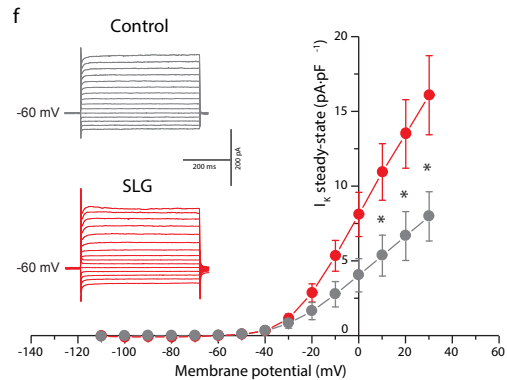 f
Control
-60 mV
200 ms
200 pA
SLG
-60 mV
I_K steady-state (pA·pF⁻¹)
20
15
10
5
0
*
*
*
-140 -120 -100 -80 -60 -40 -20 0 20 40 60
Membrane potential (mV)